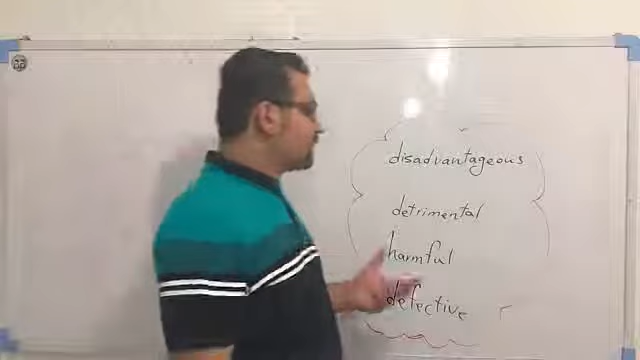 disadvantageous
detrimental
harmful
defective